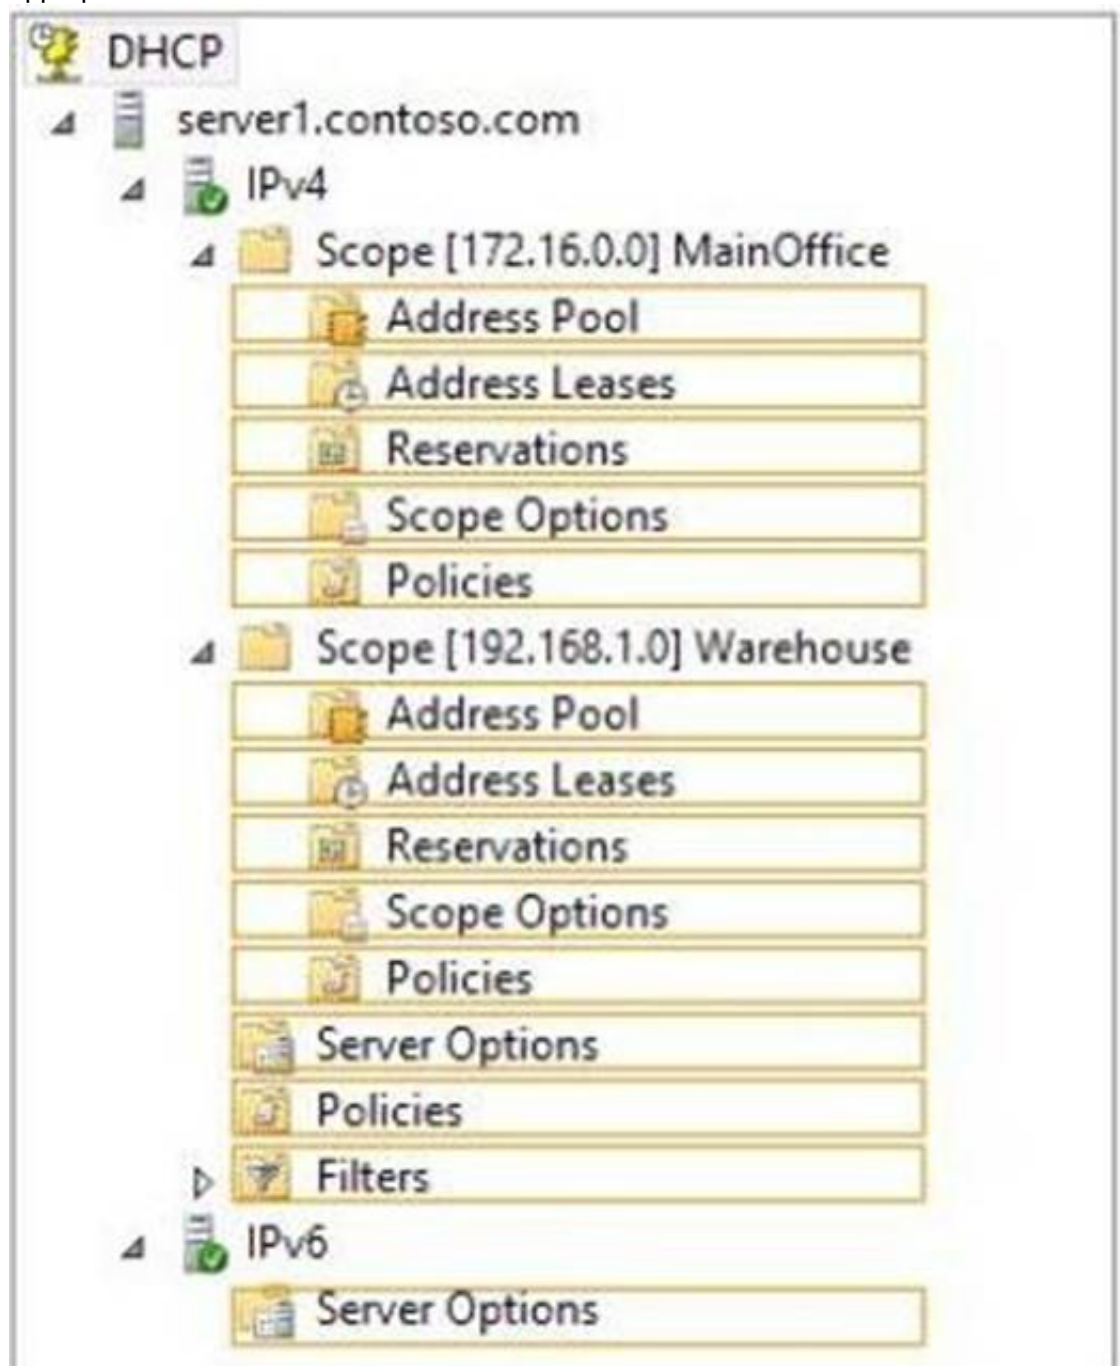 DHCP
server1.contoso.com
IPv4
Scope [172.16.0.0] MainOffice
Address Pool
Address Leases
Reservations
Scope Options
Policies
Scope [192.168.1.0] Warehouse
Address Pool
Address Leases
Reservations
Scope Options
Policies
Server Options
Policies
Filters
IPv6
Server Options